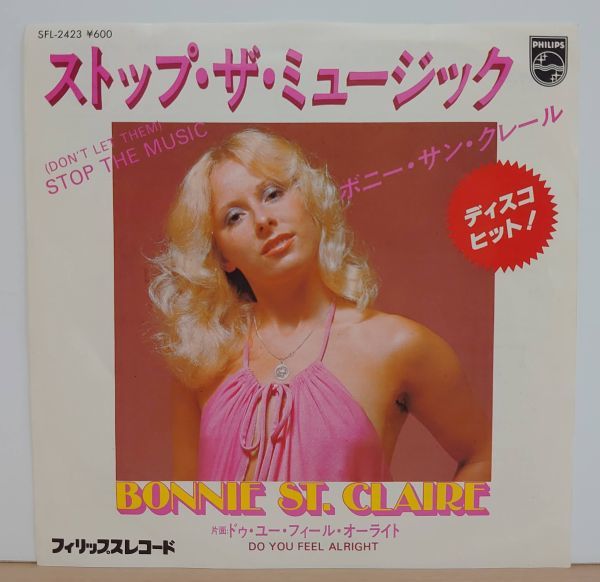 SFL-2423 ¥600
ストップ・ザ・ミュージック
PHILIPS
(DON'T LET THEM)
STOP THE MUSIC
ボニー・サン・クレール
ディスコ
ヒット!
BONNIE ST. CLAIRE
片面:ドゥ・ユー・フィール・オーライト
DO YOU FEEL ALRIGHT
フィリップスレコード